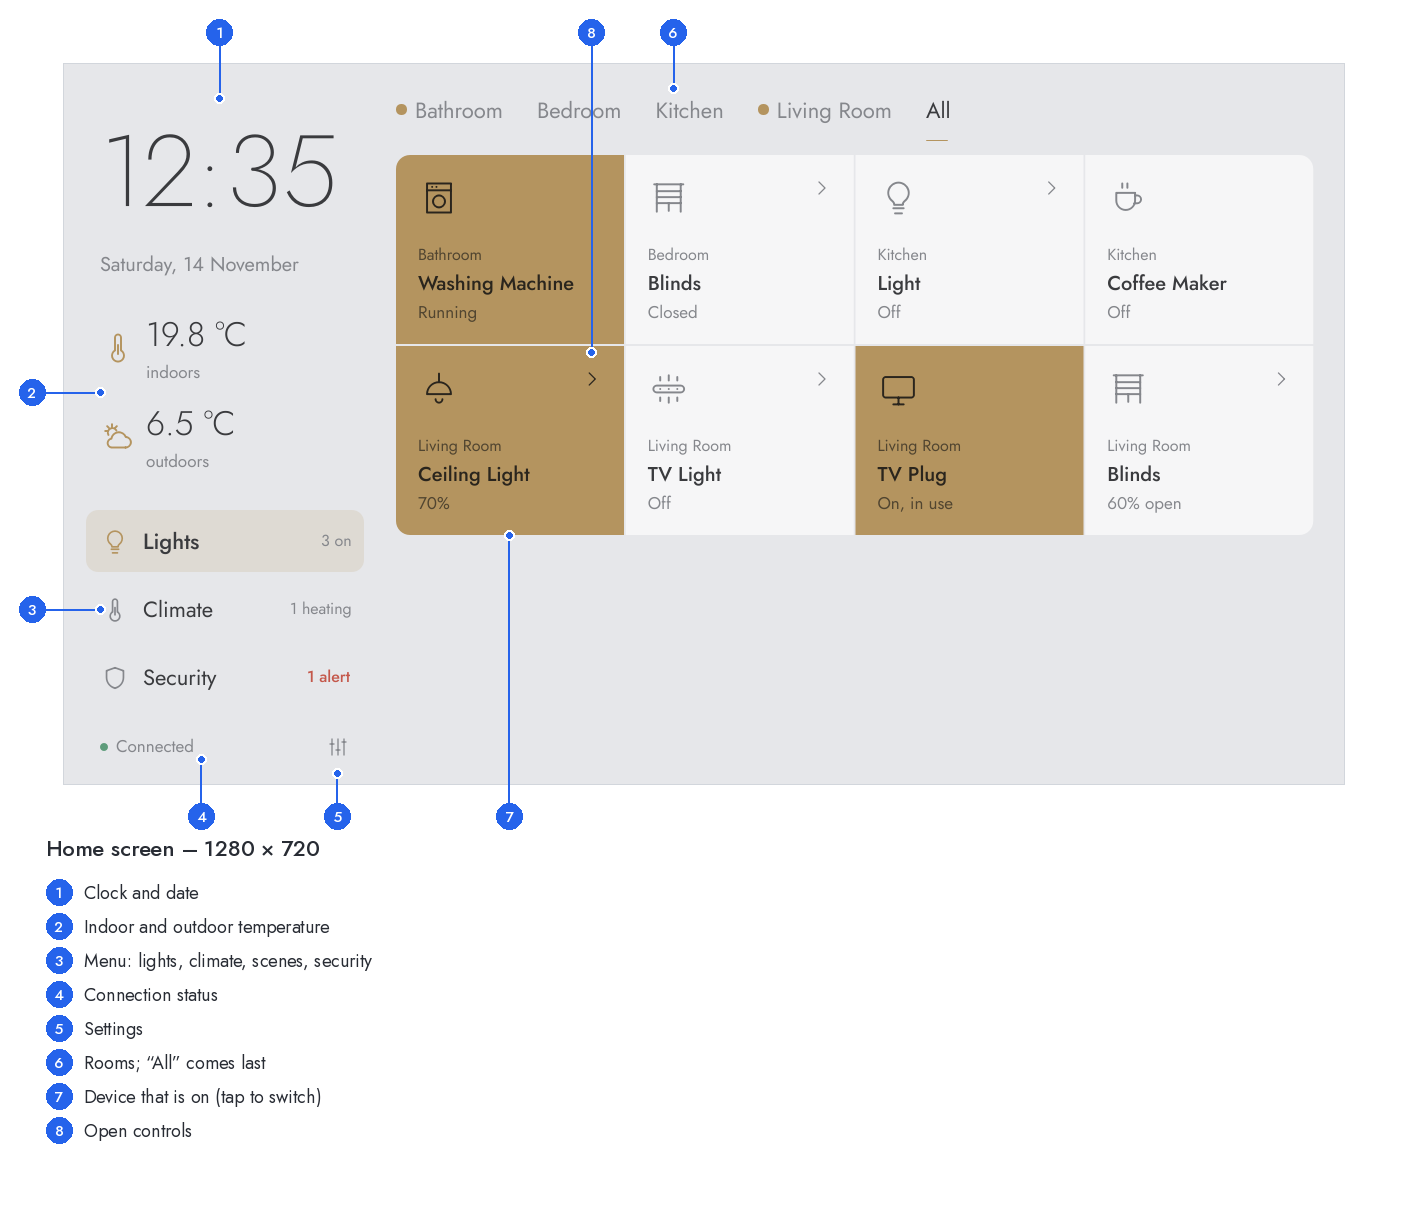 1
8
6
12:35
Saturday, 14 November
19.8 °C
indoors
2
6.5 °C
outdoors
Lights 3 on
3
Climate 1 heating
Security 1 alert
Connected
Bathroom Bedroom Kitchen Living Room All
Bathroom
Washing Machine
Running
Bedroom
Blinds
Closed
Kitchen
Light
Off
Kitchen
Coffee Maker
Off
Living Room
Ceiling Light
70%
Living Room
TV Light
Off
Living Room
TV Plug
On, in use
Living Room
Blinds
60% open
4
5
7
Home screen – 1280 × 720
1 Clock and date
2 Indoor and outdoor temperature
3 Menu: lights, climate, scenes, security
4 Connection status
5 Settings
6 Rooms; “All” comes last
7 Device that is on (tap to switch)
8 Open controls